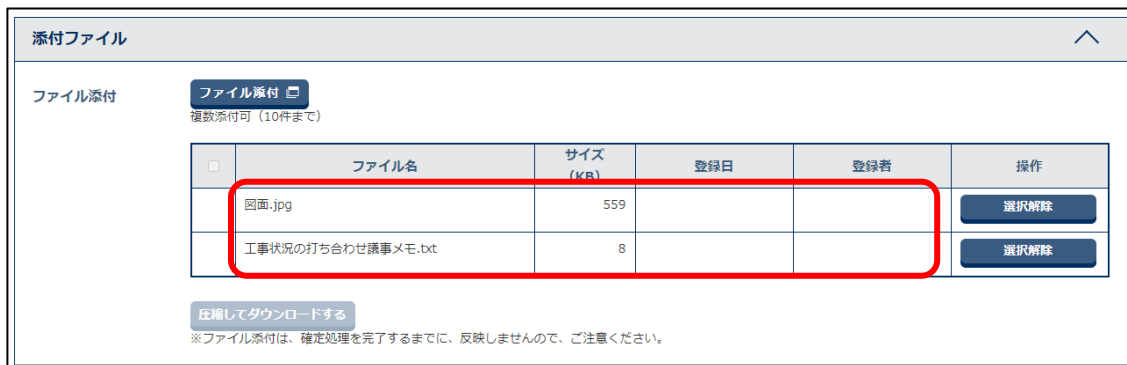 添付ファイル
ファイル添付
ファイル添付
複数添付可（10件まで）
ファイル名 サイズ（KB） 登録日 登録者 操作
図面.jpg 559 選択解除
工事状況の打ち合わせ議事メモ.txt 8 選択解除
圧縮してダウンロードする
※ファイル添付は、確定処理を完了するまでに、反映しませんので、ご注意ください。